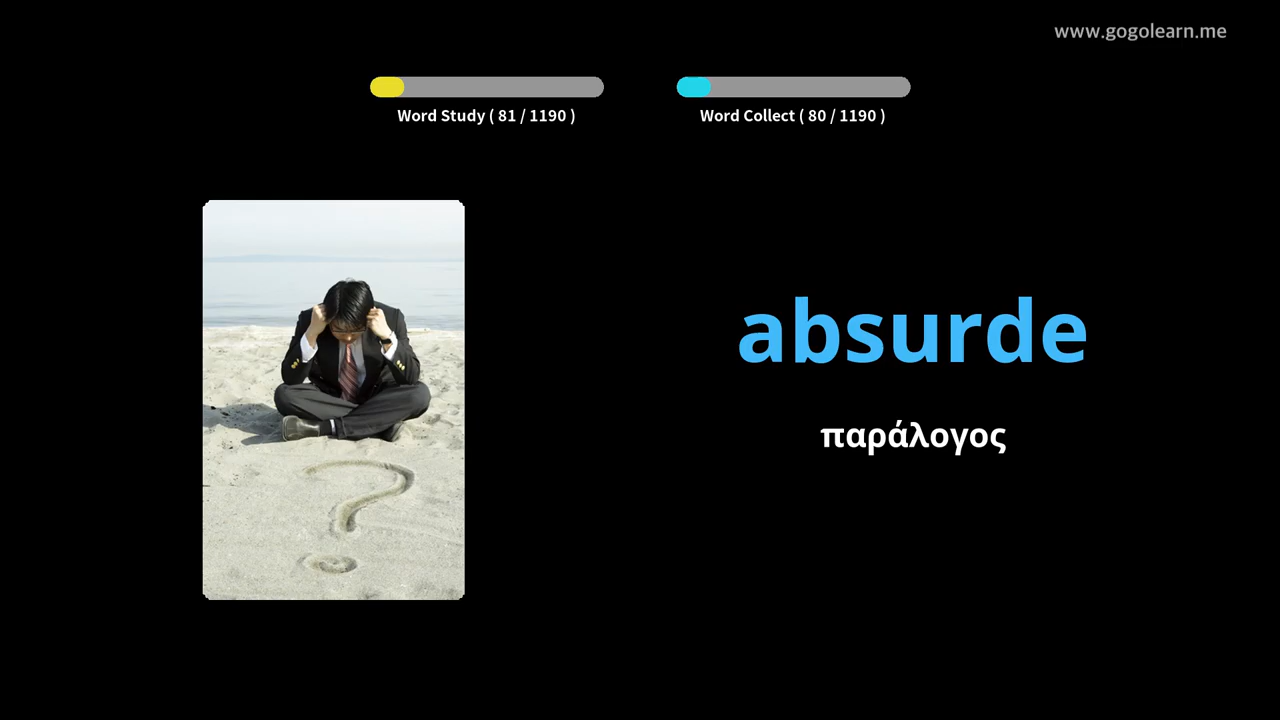 www.gogolearn.me
Word Study ( 81 / 1190 )
Word Collect ( 80 / 1190 )
absurde
παράλογος
?